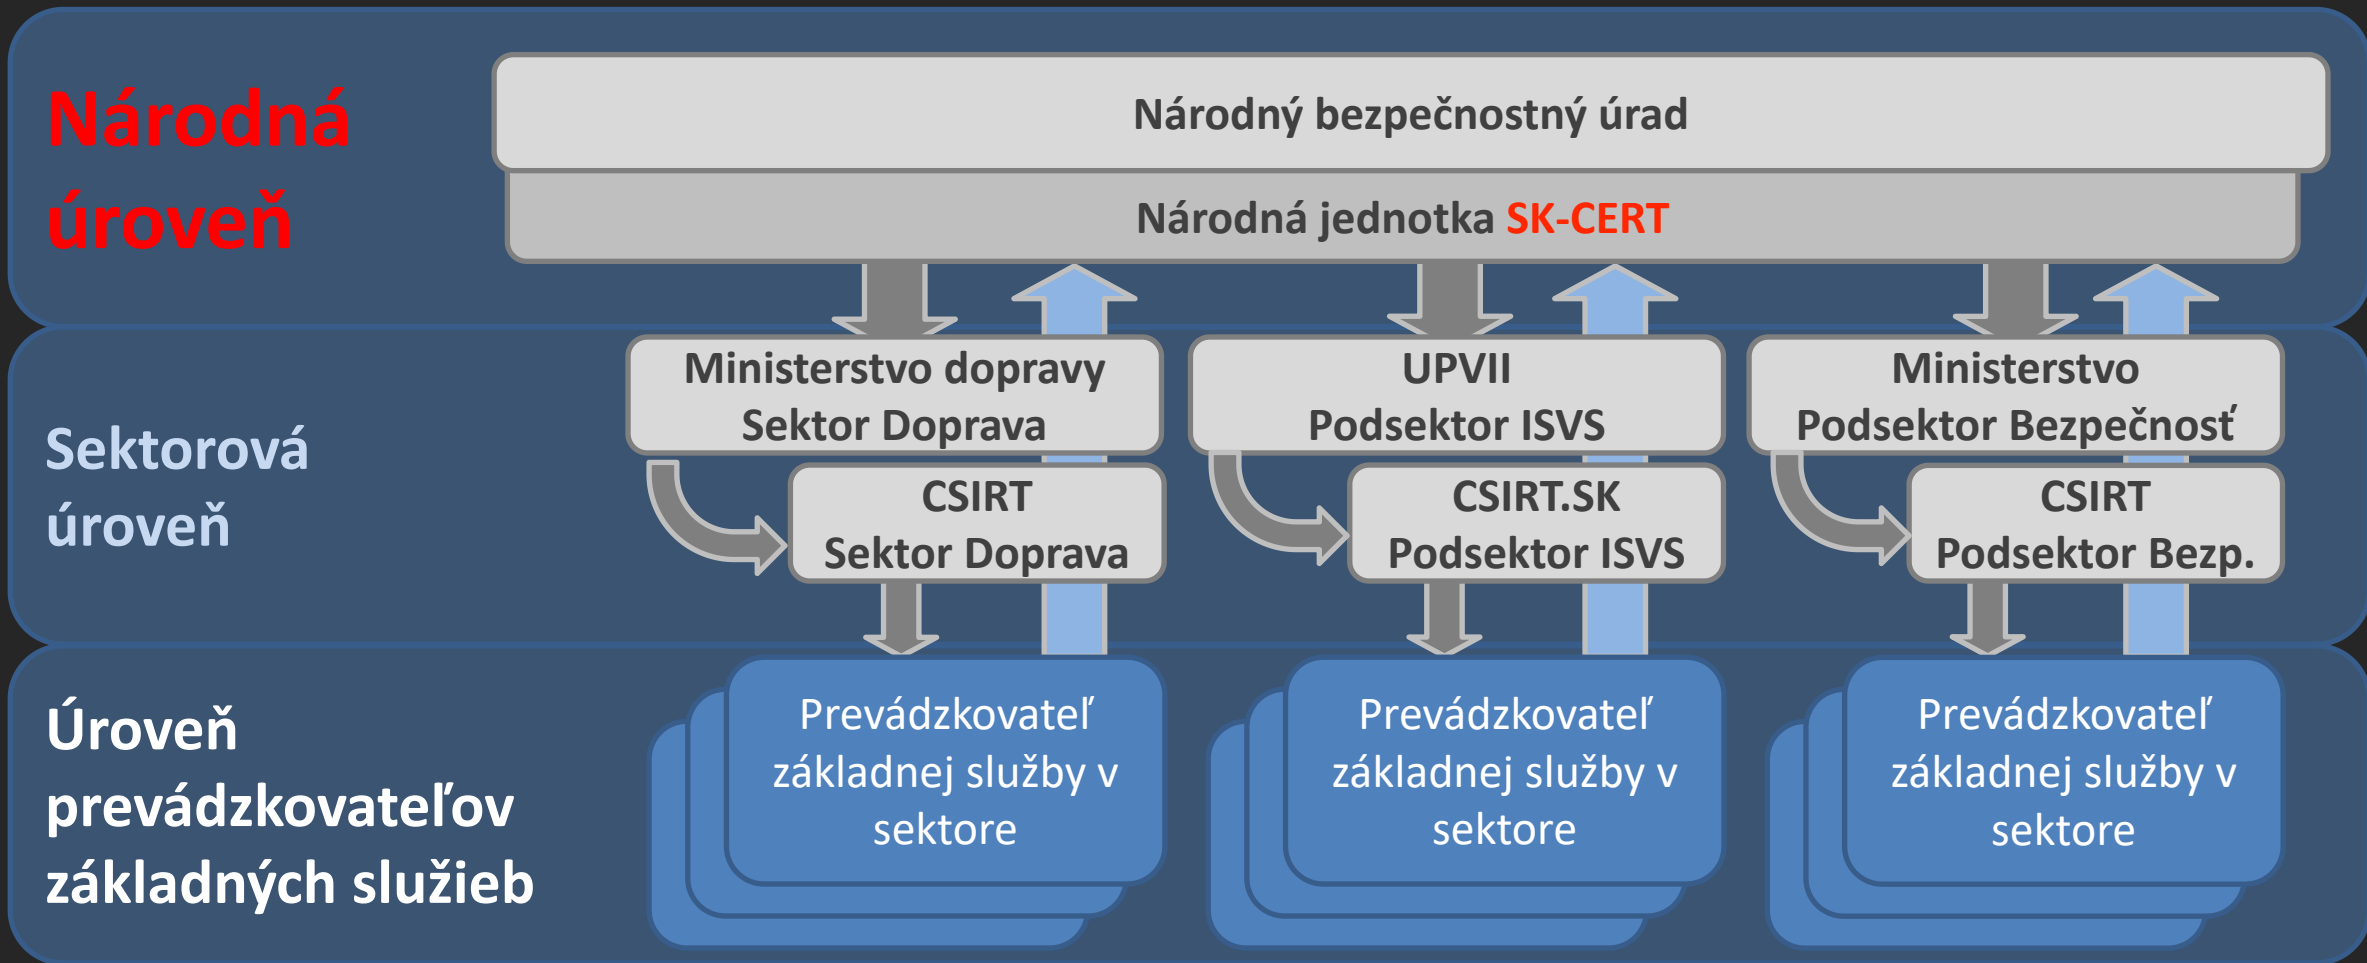 Národná
úroveň
Národný bezpečnostný úrad
Národná jednotka SK-CERT
Sektorová
úroveň
Ministerstvo dopravy
Sektor Doprava
UPVII
Podsektor ISVS
Ministerstvo
Podsektor Bezpečnosť
CSIRT
Sektor Doprava
CSIRT.SK
Podsektor ISVS
CSIRT
Podsektor Bezp.
Úroveň
prevádzkovateľov
základných služieb
Prevádzkovateľ
základnej služby v
sektore
Prevádzkovateľ
základnej služby v
sektore
Prevádzkovateľ
základnej služby v
sektore